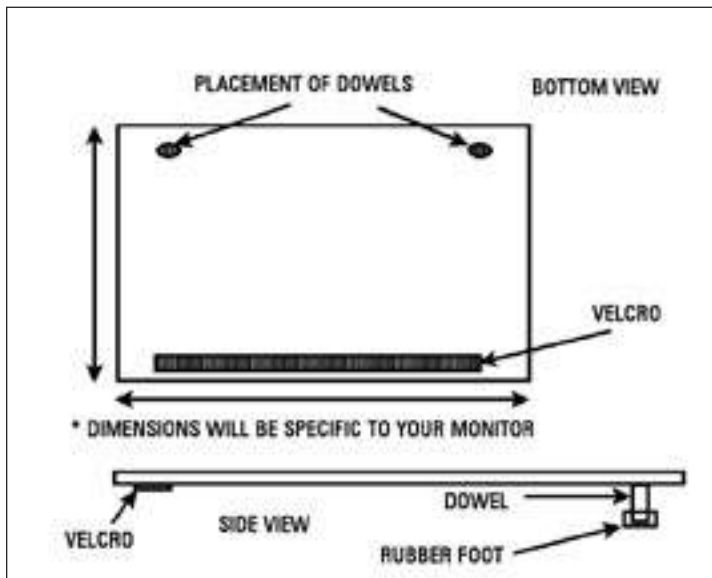 PLACEMENT OF DOWELS
BOTTOM VIEW
VELCRO
* DIMENSIONS WILL BE SPECIFIC TO YOUR MONITOR
DOWEL
VELCRO
SIDE VIEW
RUBBER FOOT